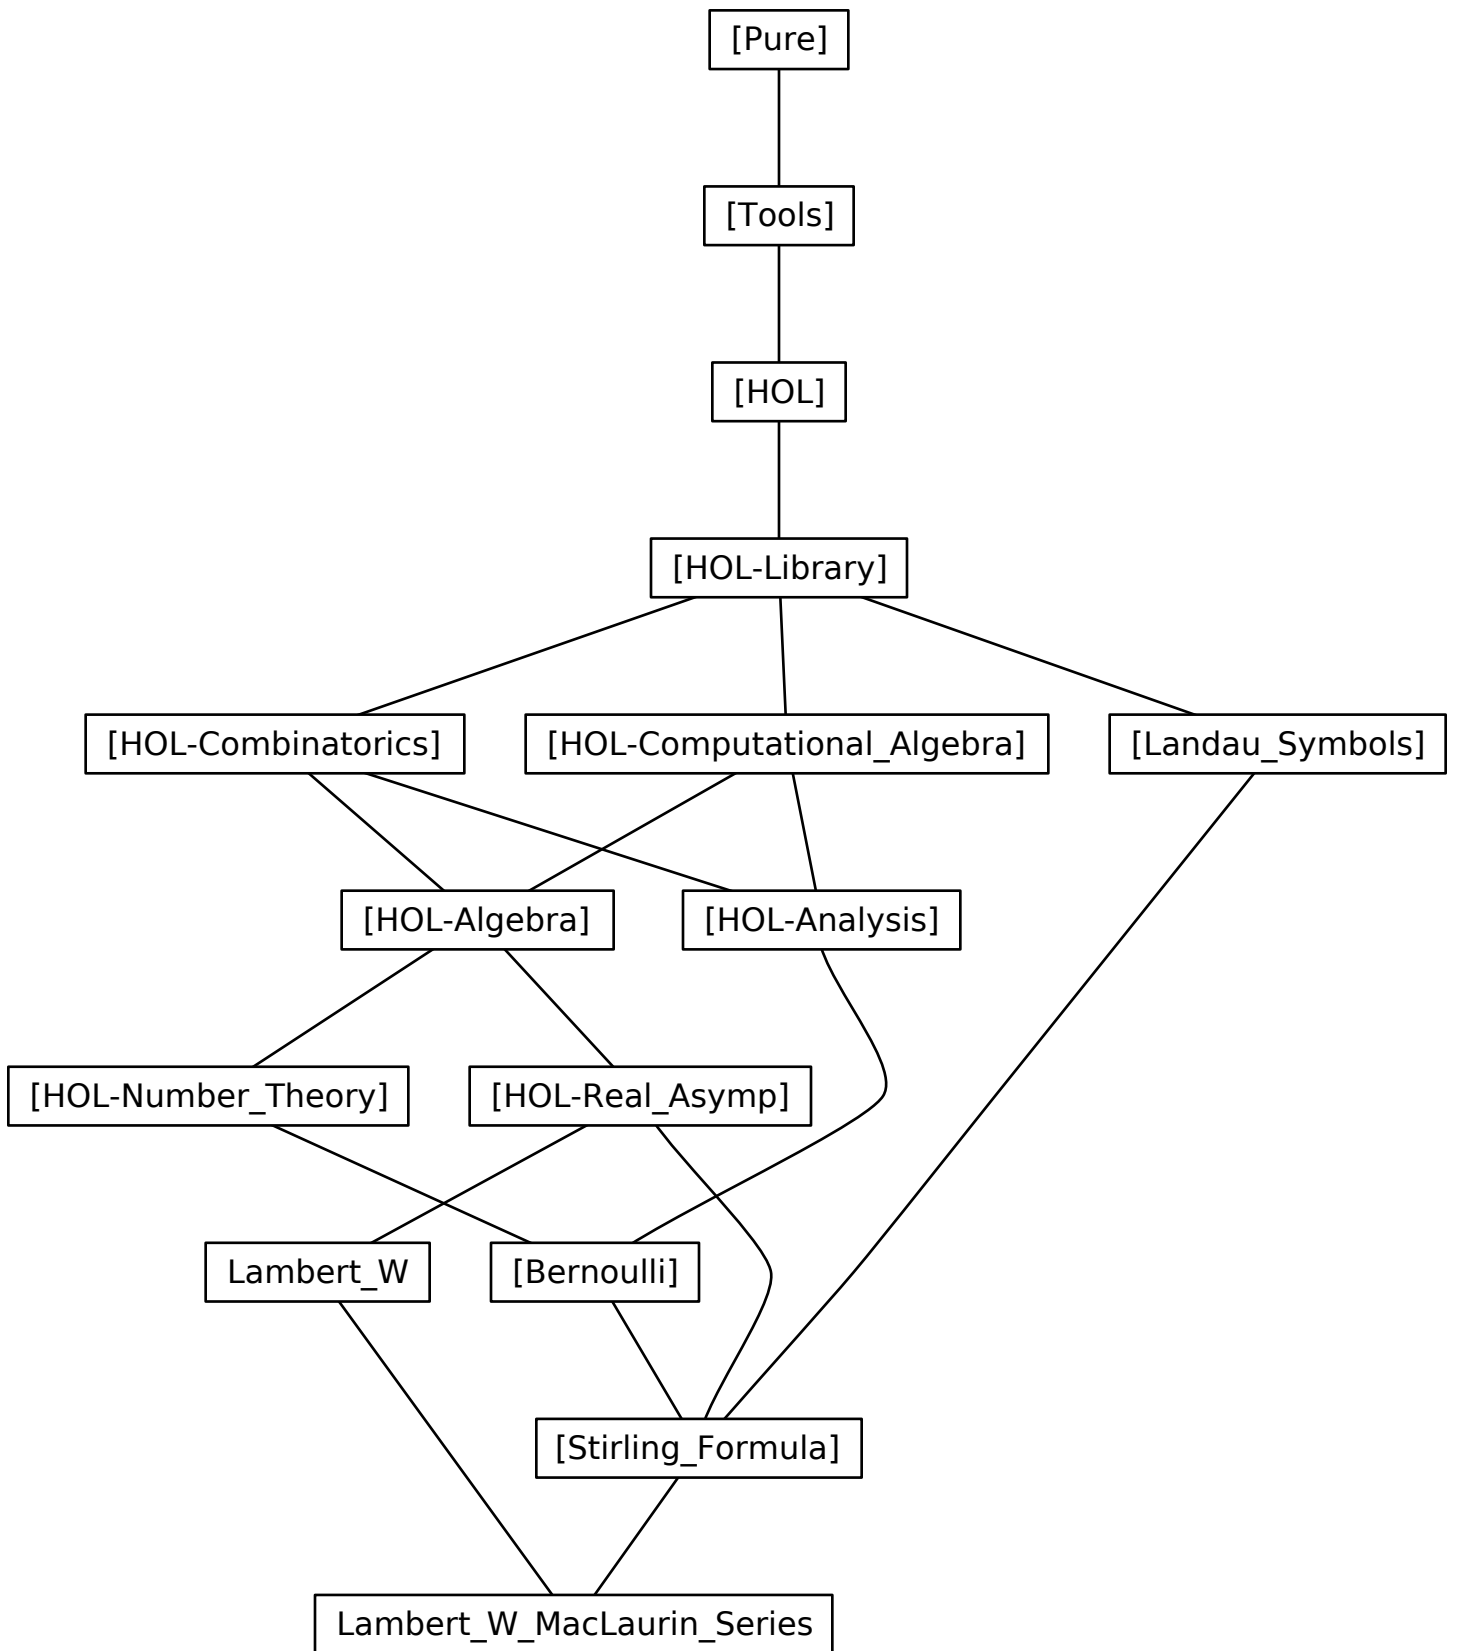 [Pure]
[Tools]
[HOL]
[HOL-Library]
[HOL-Combinatorics]
[HOL-Computational_Algebra]
[Landau_Symbols]
[HOL-Algebra]
[HOL-Analysis]
[HOL-Number_Theory]
[HOL-Real_Asymp]
Lambert_W
[Bernoulli]
[Stirling_Formula]
Lambert_W_MacLaurin_Series